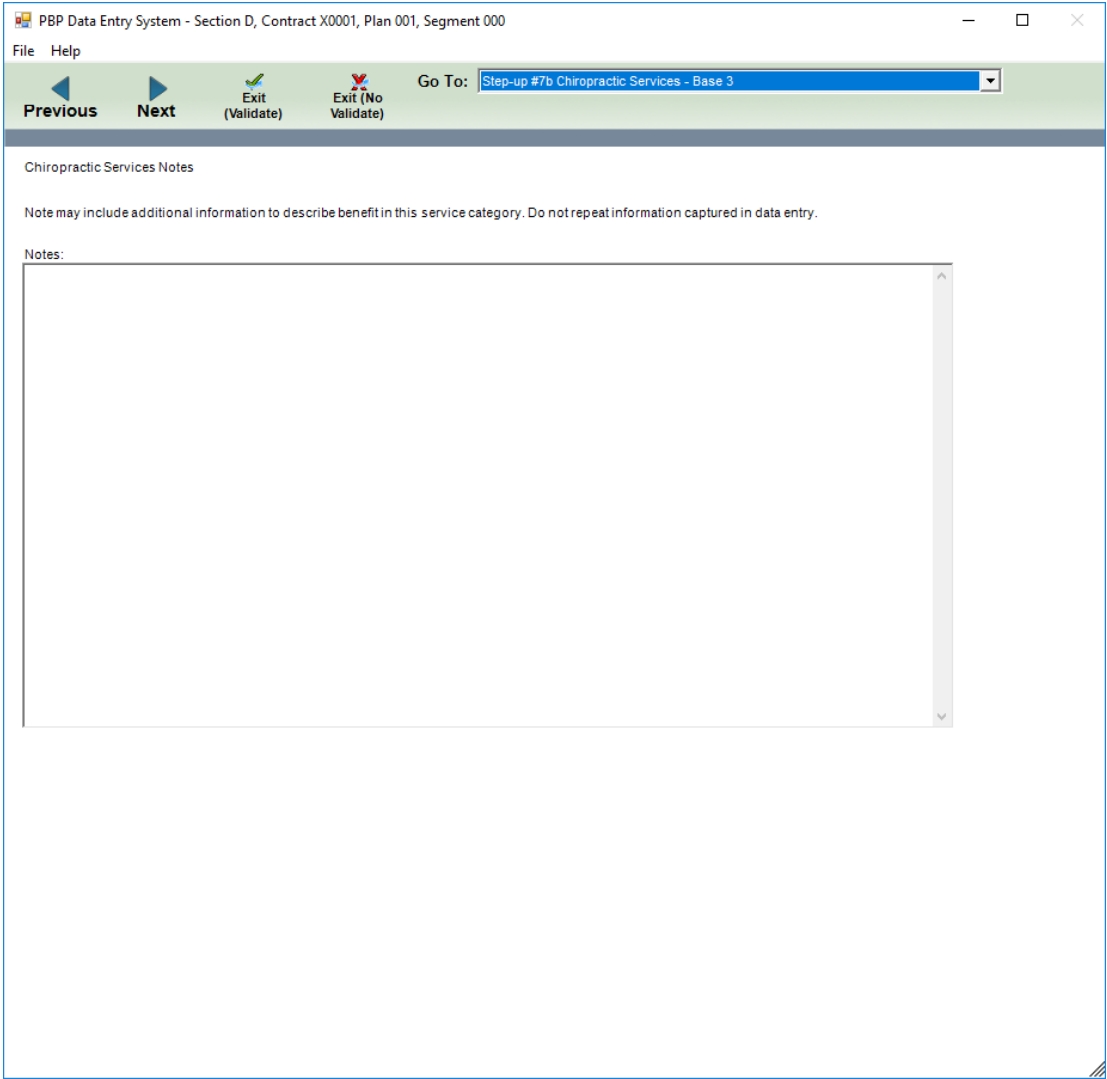 PBP Data Entry System - Section D, Contract X0001, Plan 001, Segment 000
File Help
Previous
Next
Exit
(Validate)
Exit (No
Validate)
Go To: Step-up #7b Chiropractic Services - Base 3
Chiropractic Services Notes
Note may include additional information to describe benefit in this service category. Do not repeat information captured in data entry.
Notes: